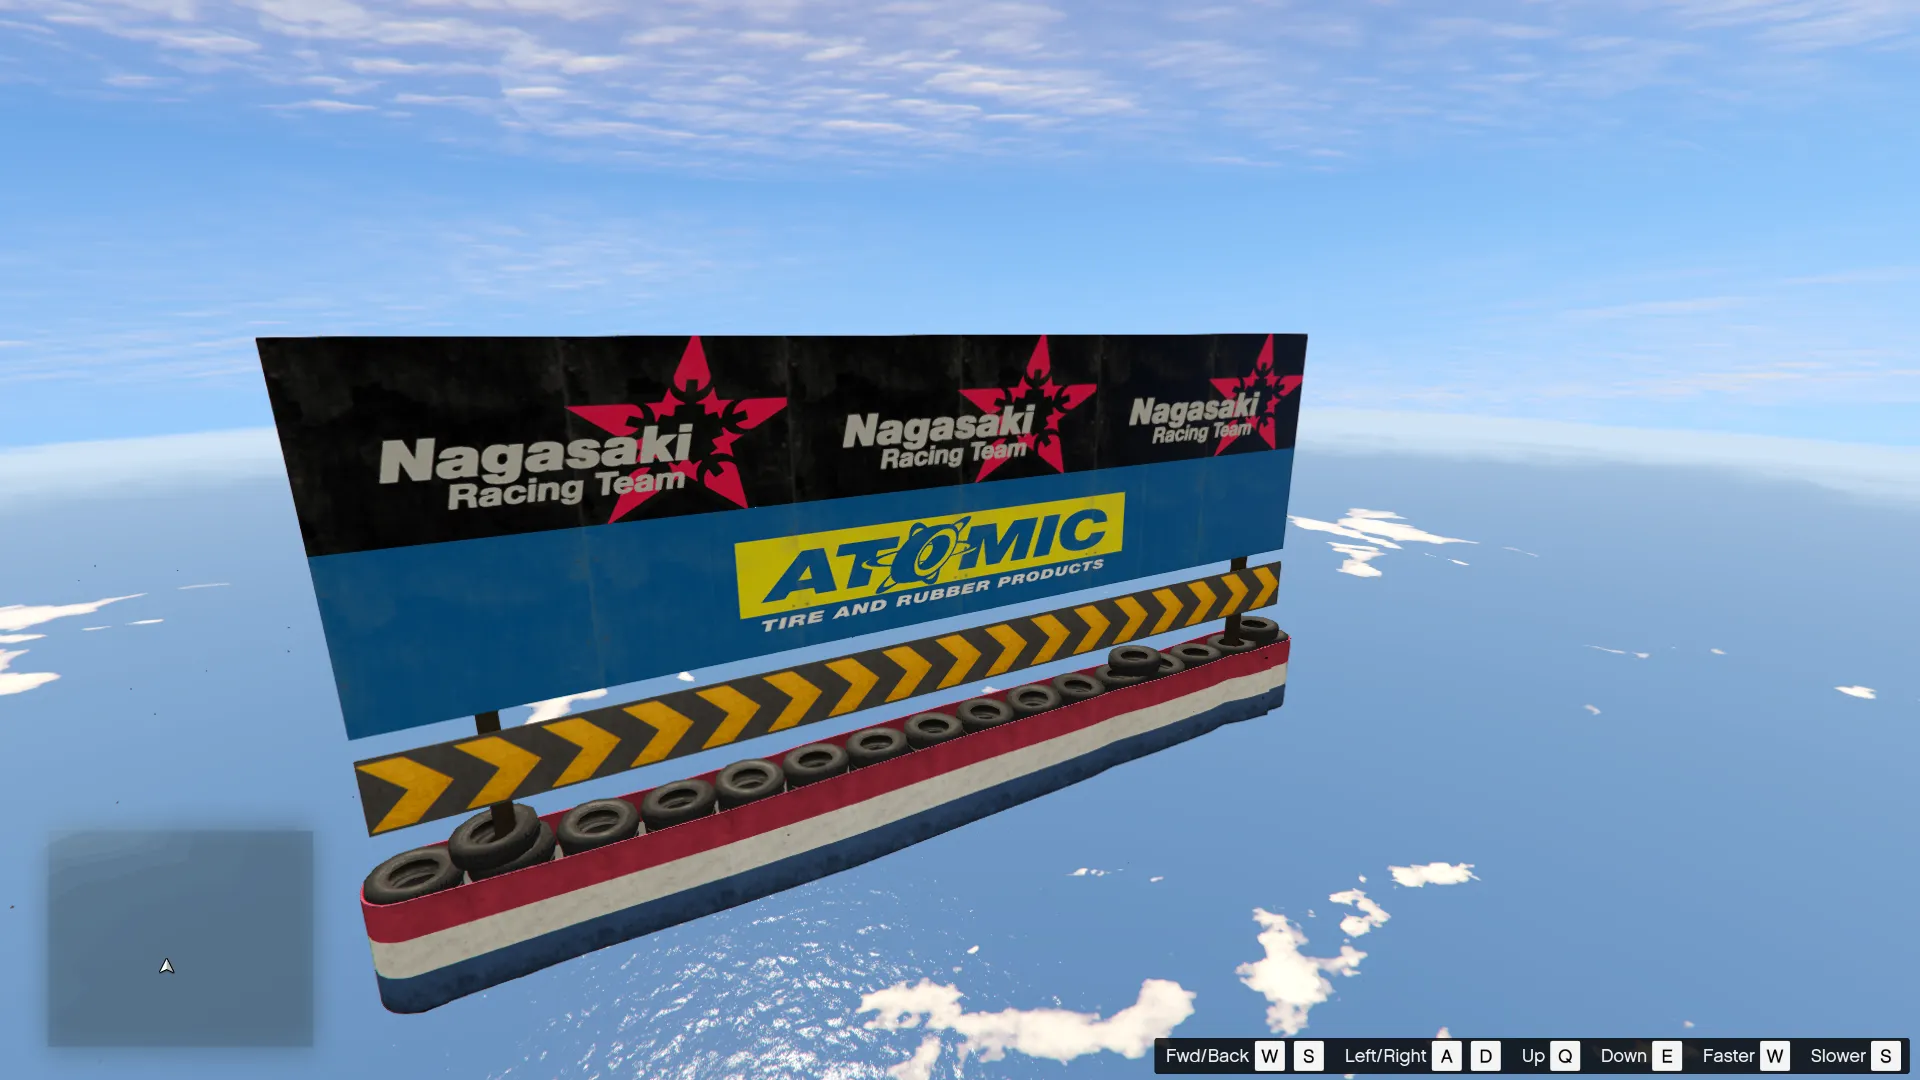 Nagasaki
Racing Team
Nagasaki
Racing Team
Nagasaki
Racing Team
ATOMIC
TIRE AND RUBBER PRODUCTS
Fwd/Back W S Left/Right A D Up Q Down E Faster W Slower S